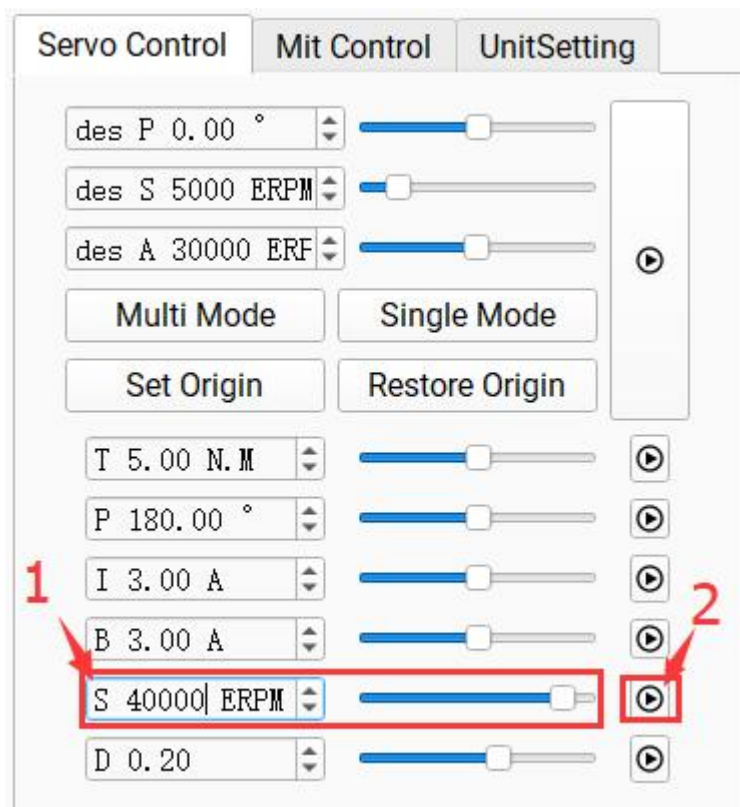 Servo Control Mit Control UnitSetting
des P 0.00 °
des S 5000 ERPM
des A 30000 ERF
Multi Mode Single Mode
Set Origin Restore Origin
T 5.00 N.M
P 180.00 °
I 3.00 A
1
2
B 3.00 A
S 40000 ERPM
D 0.20